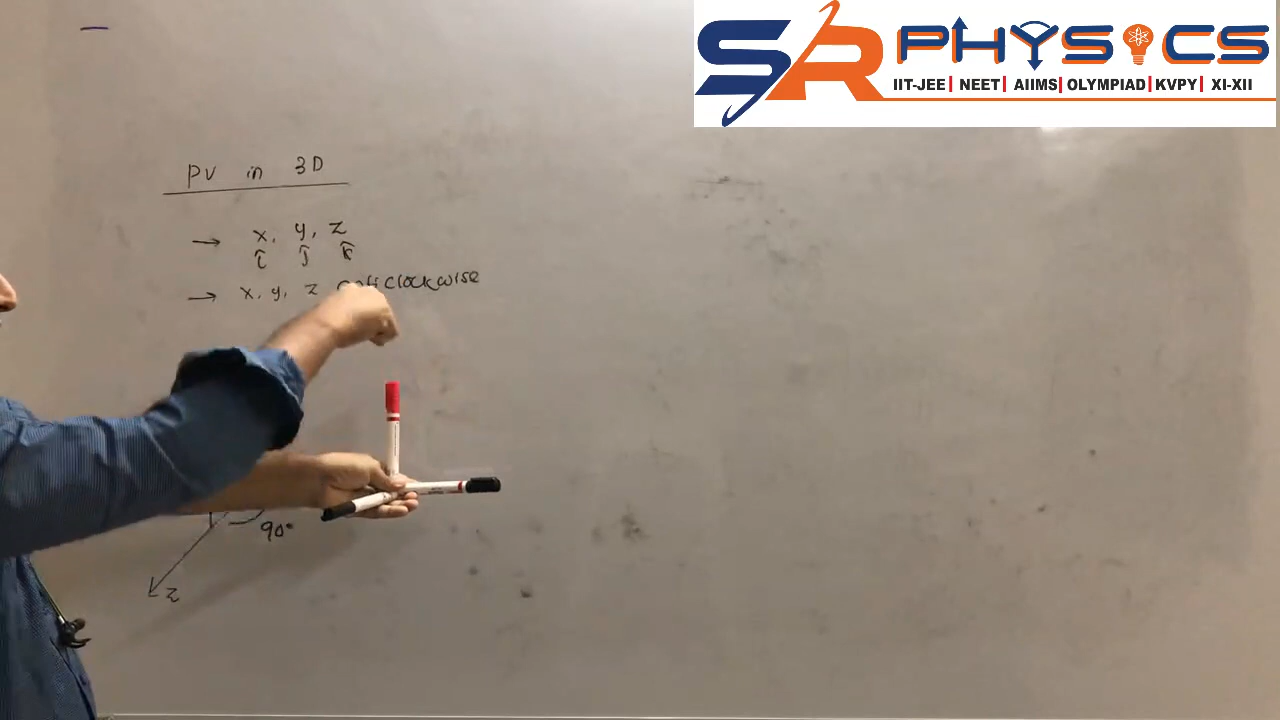 SR PHYSICS
IIT-JEE | NEET | AIIMS | OLYMPIAD | KVPY | XI-XII
PV in 3D
→ x, y, z
î ĵ k̂
→ x, y, z anticlockwise
90°
z